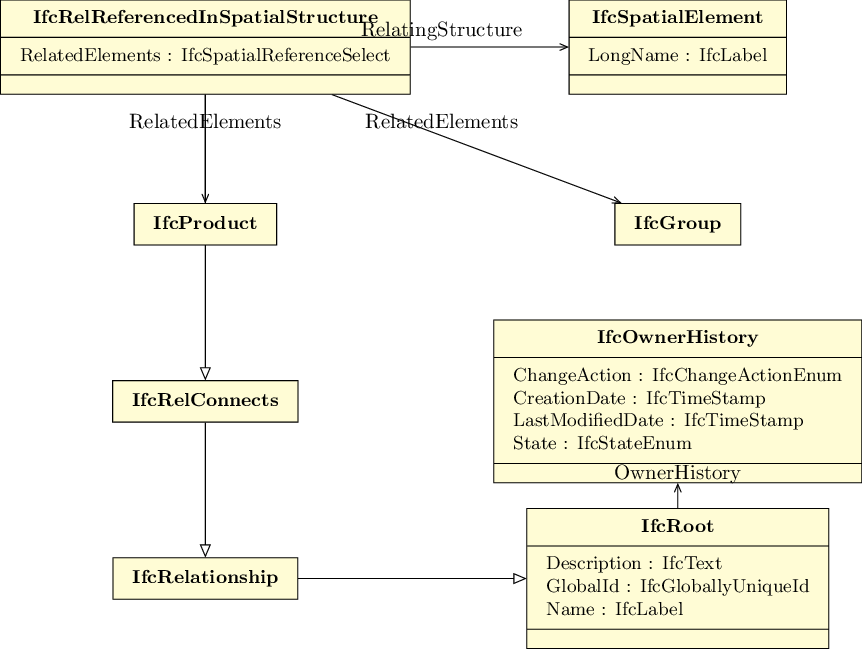 IfcRelReferencedInSpatialStructure
RelatedElements : IfcSpatialReferenceSelect
RelatingStructure
IfcSpatialElement
LongName : IfcLabel
RelatedElements
RelatedElements
IfcProduct
IfcGroup
IfcOwnerHistory
ChangeAction : IfcChangeActionEnum
CreationDate : IfcTimeStamp
LastModifiedDate : IfcTimeStamp
State : IfcStateEnum
IfcRelConnects
OwnerHistory
IfcRoot
Description : IfcText
GlobalId : IfcGloballyUniqueId
Name : IfcLabel
IfcRelationship